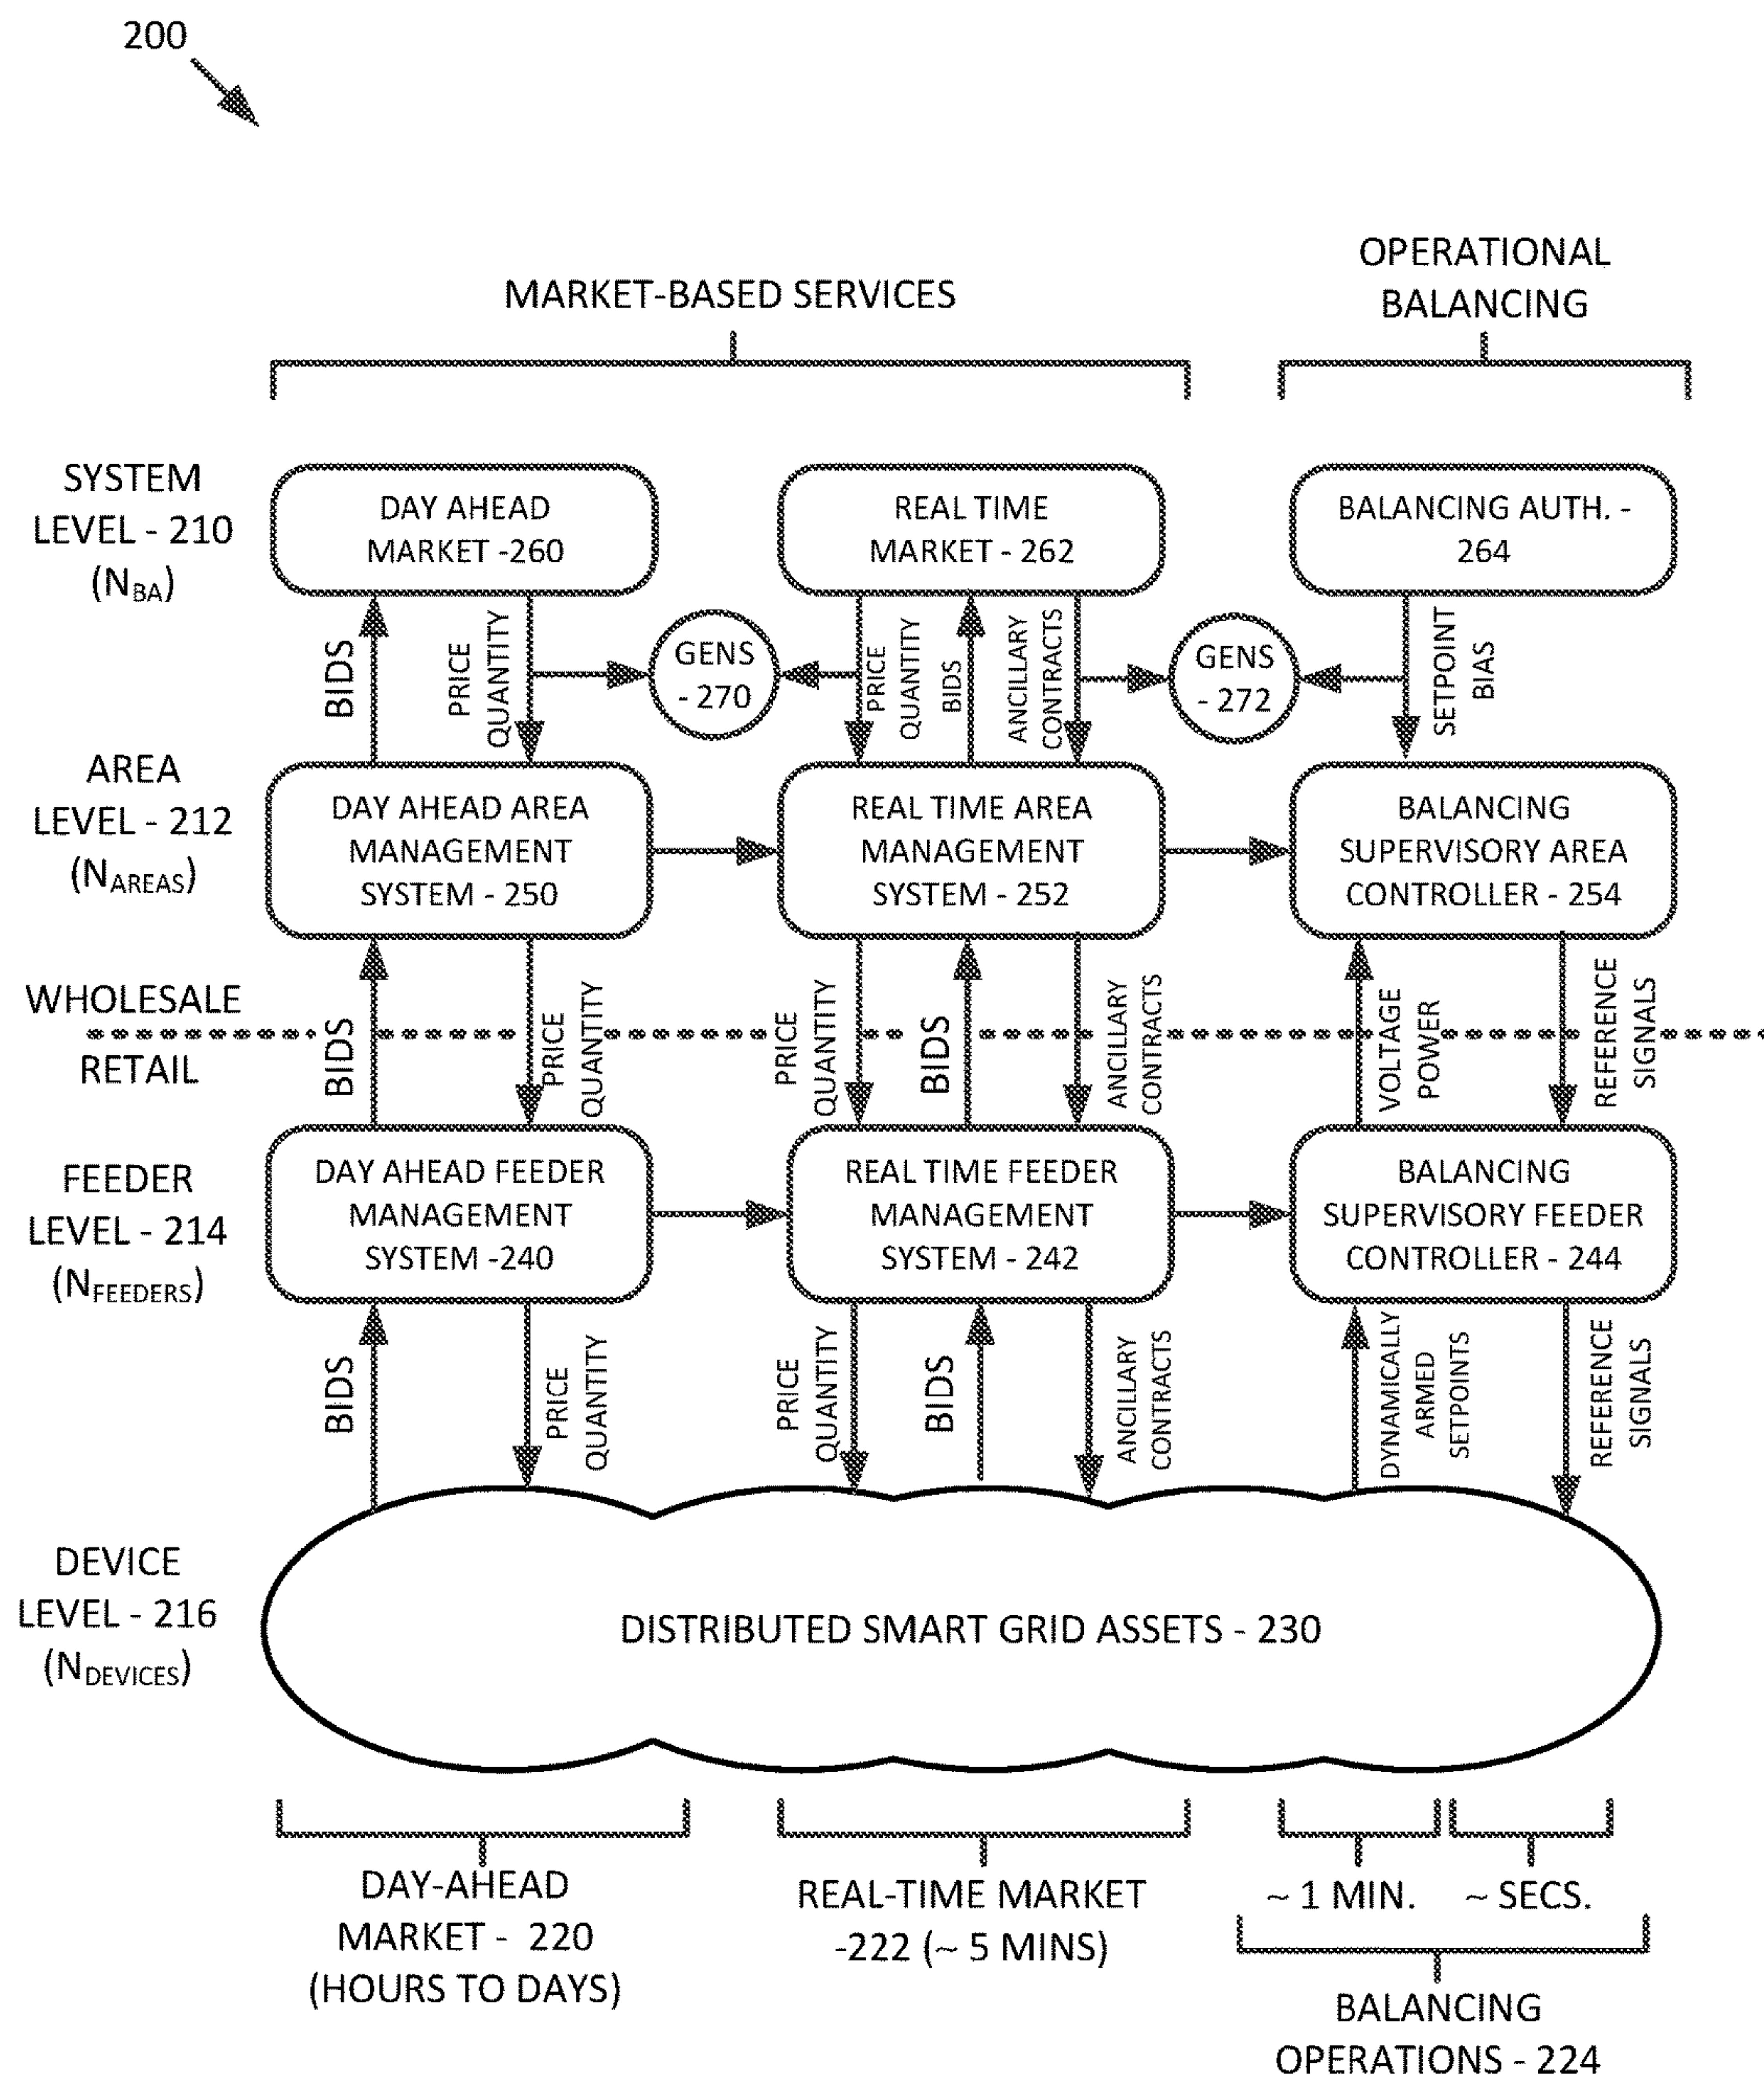 200
MARKET-BASED SERVICES
OPERATIONAL
BALANCING
SYSTEM
LEVEL - 210
(NBA)
DAY AHEAD
MARKET -260
REAL TIME
MARKET - 262
BALANCING AUTH. -
264
BIDS
PRICE
QUANTITY
GENS
- 270
PRICE
QUANTITY
BIDS
ANCILLARY
CONTRACTS
GENS
- 272
SETPOINT
BIAS
AREA
LEVEL - 212
(NAREAS)
DAY AHEAD AREA
MANAGEMENT
SYSTEM - 250
REAL TIME AREA
MANAGEMENT
SYSTEM - 252
BALANCING
SUPERVISORY AREA
CONTROLLER - 254
WHOLESALE
RETAIL
BIDS
PRICE
QUANTITY
PRICE
QUANTITY
BIDS
ANCILLARY
CONTRACTS
VOLTAGE
POWER
REFERENCE
SIGNALS
FEEDER
LEVEL - 214
(NFEEDERS)
DAY AHEAD FEEDER
MANAGEMENT
SYSTEM -240
REAL TIME FEEDER
MANAGEMENT
SYSTEM - 242
BALANCING
SUPERVISORY FEEDER
CONTROLLER - 244
BIDS
PRICE
QUANTITY
PRICE
QUANTITY
BIDS
ANCILLARY
CONTRACTS
DYNAMICALLY
ARMED
SETPOINTS
REFERENCE
SIGNALS
DEVICE
LEVEL - 216
(NDEVICES)
DISTRIBUTED SMART GRID ASSETS - 230
DAY-AHEAD
MARKET - 220
(HOURS TO DAYS)
REAL-TIME MARKET
-222 (~ 5 MINS)
~ 1 MIN.
~ SECS.
BALANCING
OPERATIONS - 224